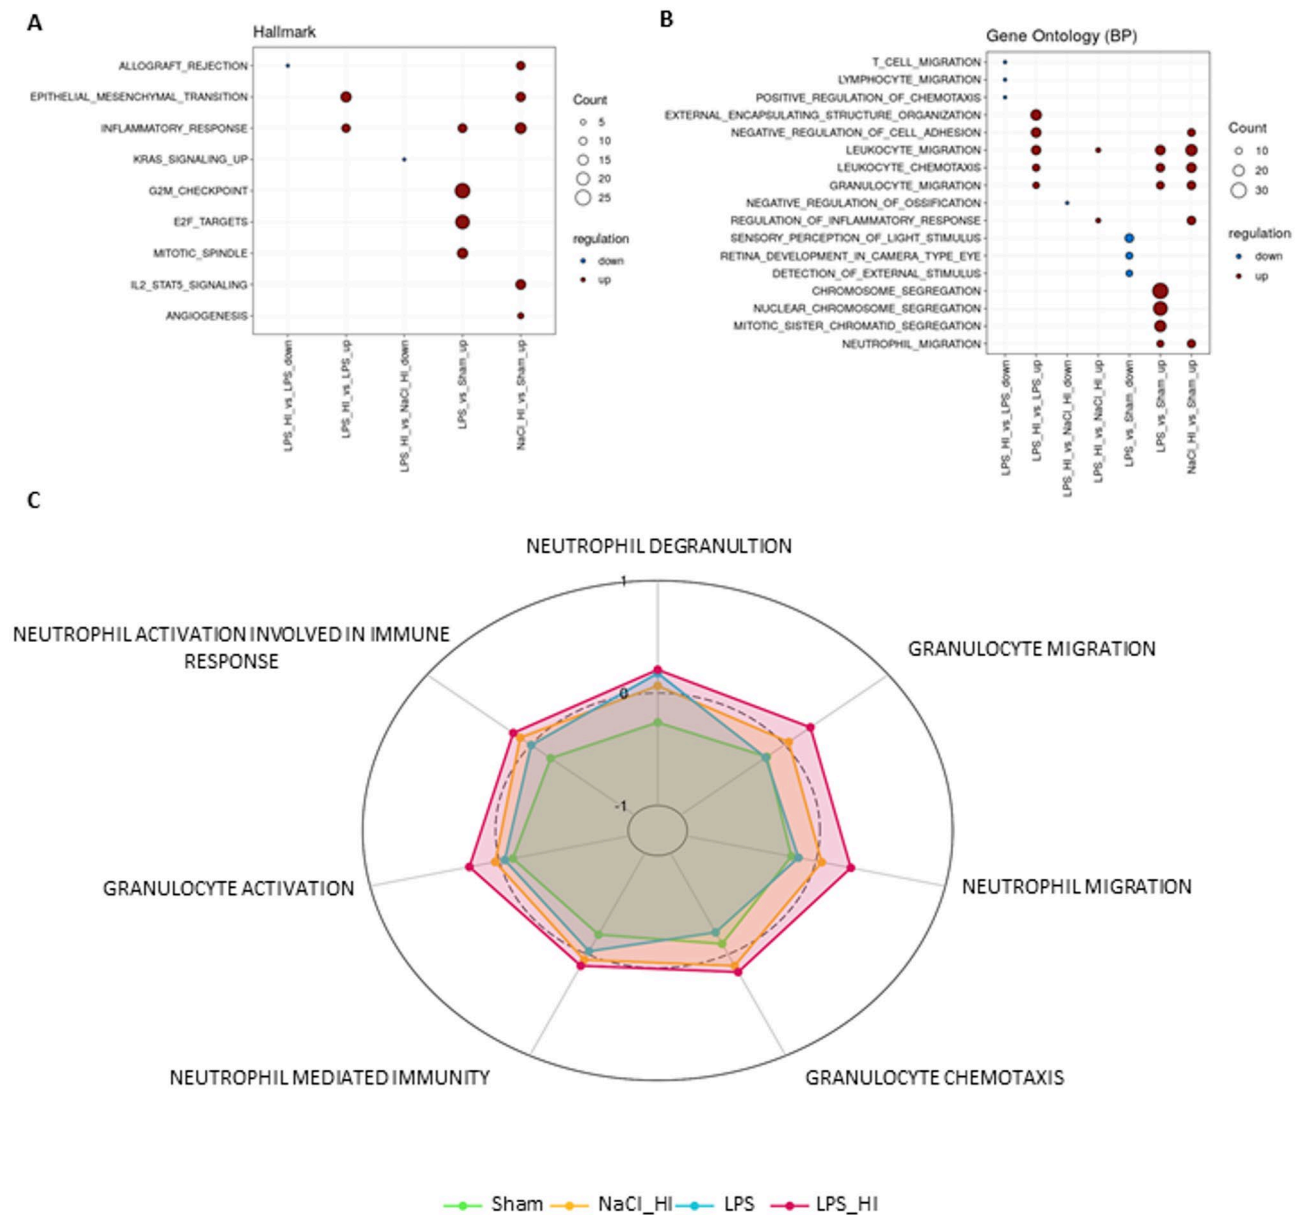 A
Hallmark
ALLOGRAFT_REJECTION
EPITHELIAL_MESENCHYMAL_TRANSITION
INFLAMMATORY_RESPONSE
KRAS_SIGNALING_UP
G2M_CHECKPOINT
E2F_TARGETS
MITOTIC_SPINDLE
IL2_STAT5_SIGNALING
ANGIOGENESIS
LPS_HI_vs_LPS_down
LPS_HI_vs_LPS_up
LPS_HI_vs_NaCl_HI_down
LPS_vs_Sham_up
NaCl_HI_vs_Sham_up
Count
5
10
15
20
25
regulation
down
up
B
Gene Ontology (BP)
T_CELL_MIGRATION
LYMPHOCYTE_MIGRATION
POSITIVE_REGULATION_OF_CHEMOTAXIS
EXTERNAL_ENCAPSULATING_STRUCTURE_ORGANIZATION
NEGATIVE_REGULATION_OF_CELL_ADHESION
LEUKOCYTE_MIGRATION
LEUKOCYTE_CHEMOTAXIS
GRANULOCYTE_MIGRATION
NEGATIVE_REGULATION_OF_OSSIFICATION
REGULATION_OF_INFLAMMATORY_RESPONSE
SENSORY_PERCEPTION_OF_LIGHT_STIMULUS
RETINA_DEVELOPMENT_IN_CAMERA_TYPE_EYE
DETECTION_OF_EXTERNAL_STIMULUS
CHROMOSOME_SEGREGATION
NUCLEAR_CHROMOSOME_SEGREGATION
MITOTIC_SISTER_CHROMATID_SEGREGATION
NEUTROPHIL_MIGRATION
LPS_HI_vs_LPS_down
LPS_HI_vs_LPS_up
LPS_HI_vs_NaCl_HI_down
LPS_HI_vs_NaCl_HI_up
LPS_vs_Sham_down
LPS_vs_Sham_up
NaCl_HI_vs_Sham_up
Count
10
20
30
regulation
down
up
C
NEUTROPHIL DEGRANULTION
1
NEUTROPHIL ACTIVATION INVOLVED IN IMMUNE
RESPONSE
GRANULOCYTE MIGRATION
0
-1
GRANULOCYTE ACTIVATION
NEUTROPHIL MIGRATION
NEUTROPHIL MEDIATED IMMUNITY
GRANULOCYTE CHEMOTAXIS
Sham
NaCl_HI
LPS
LPS_HI